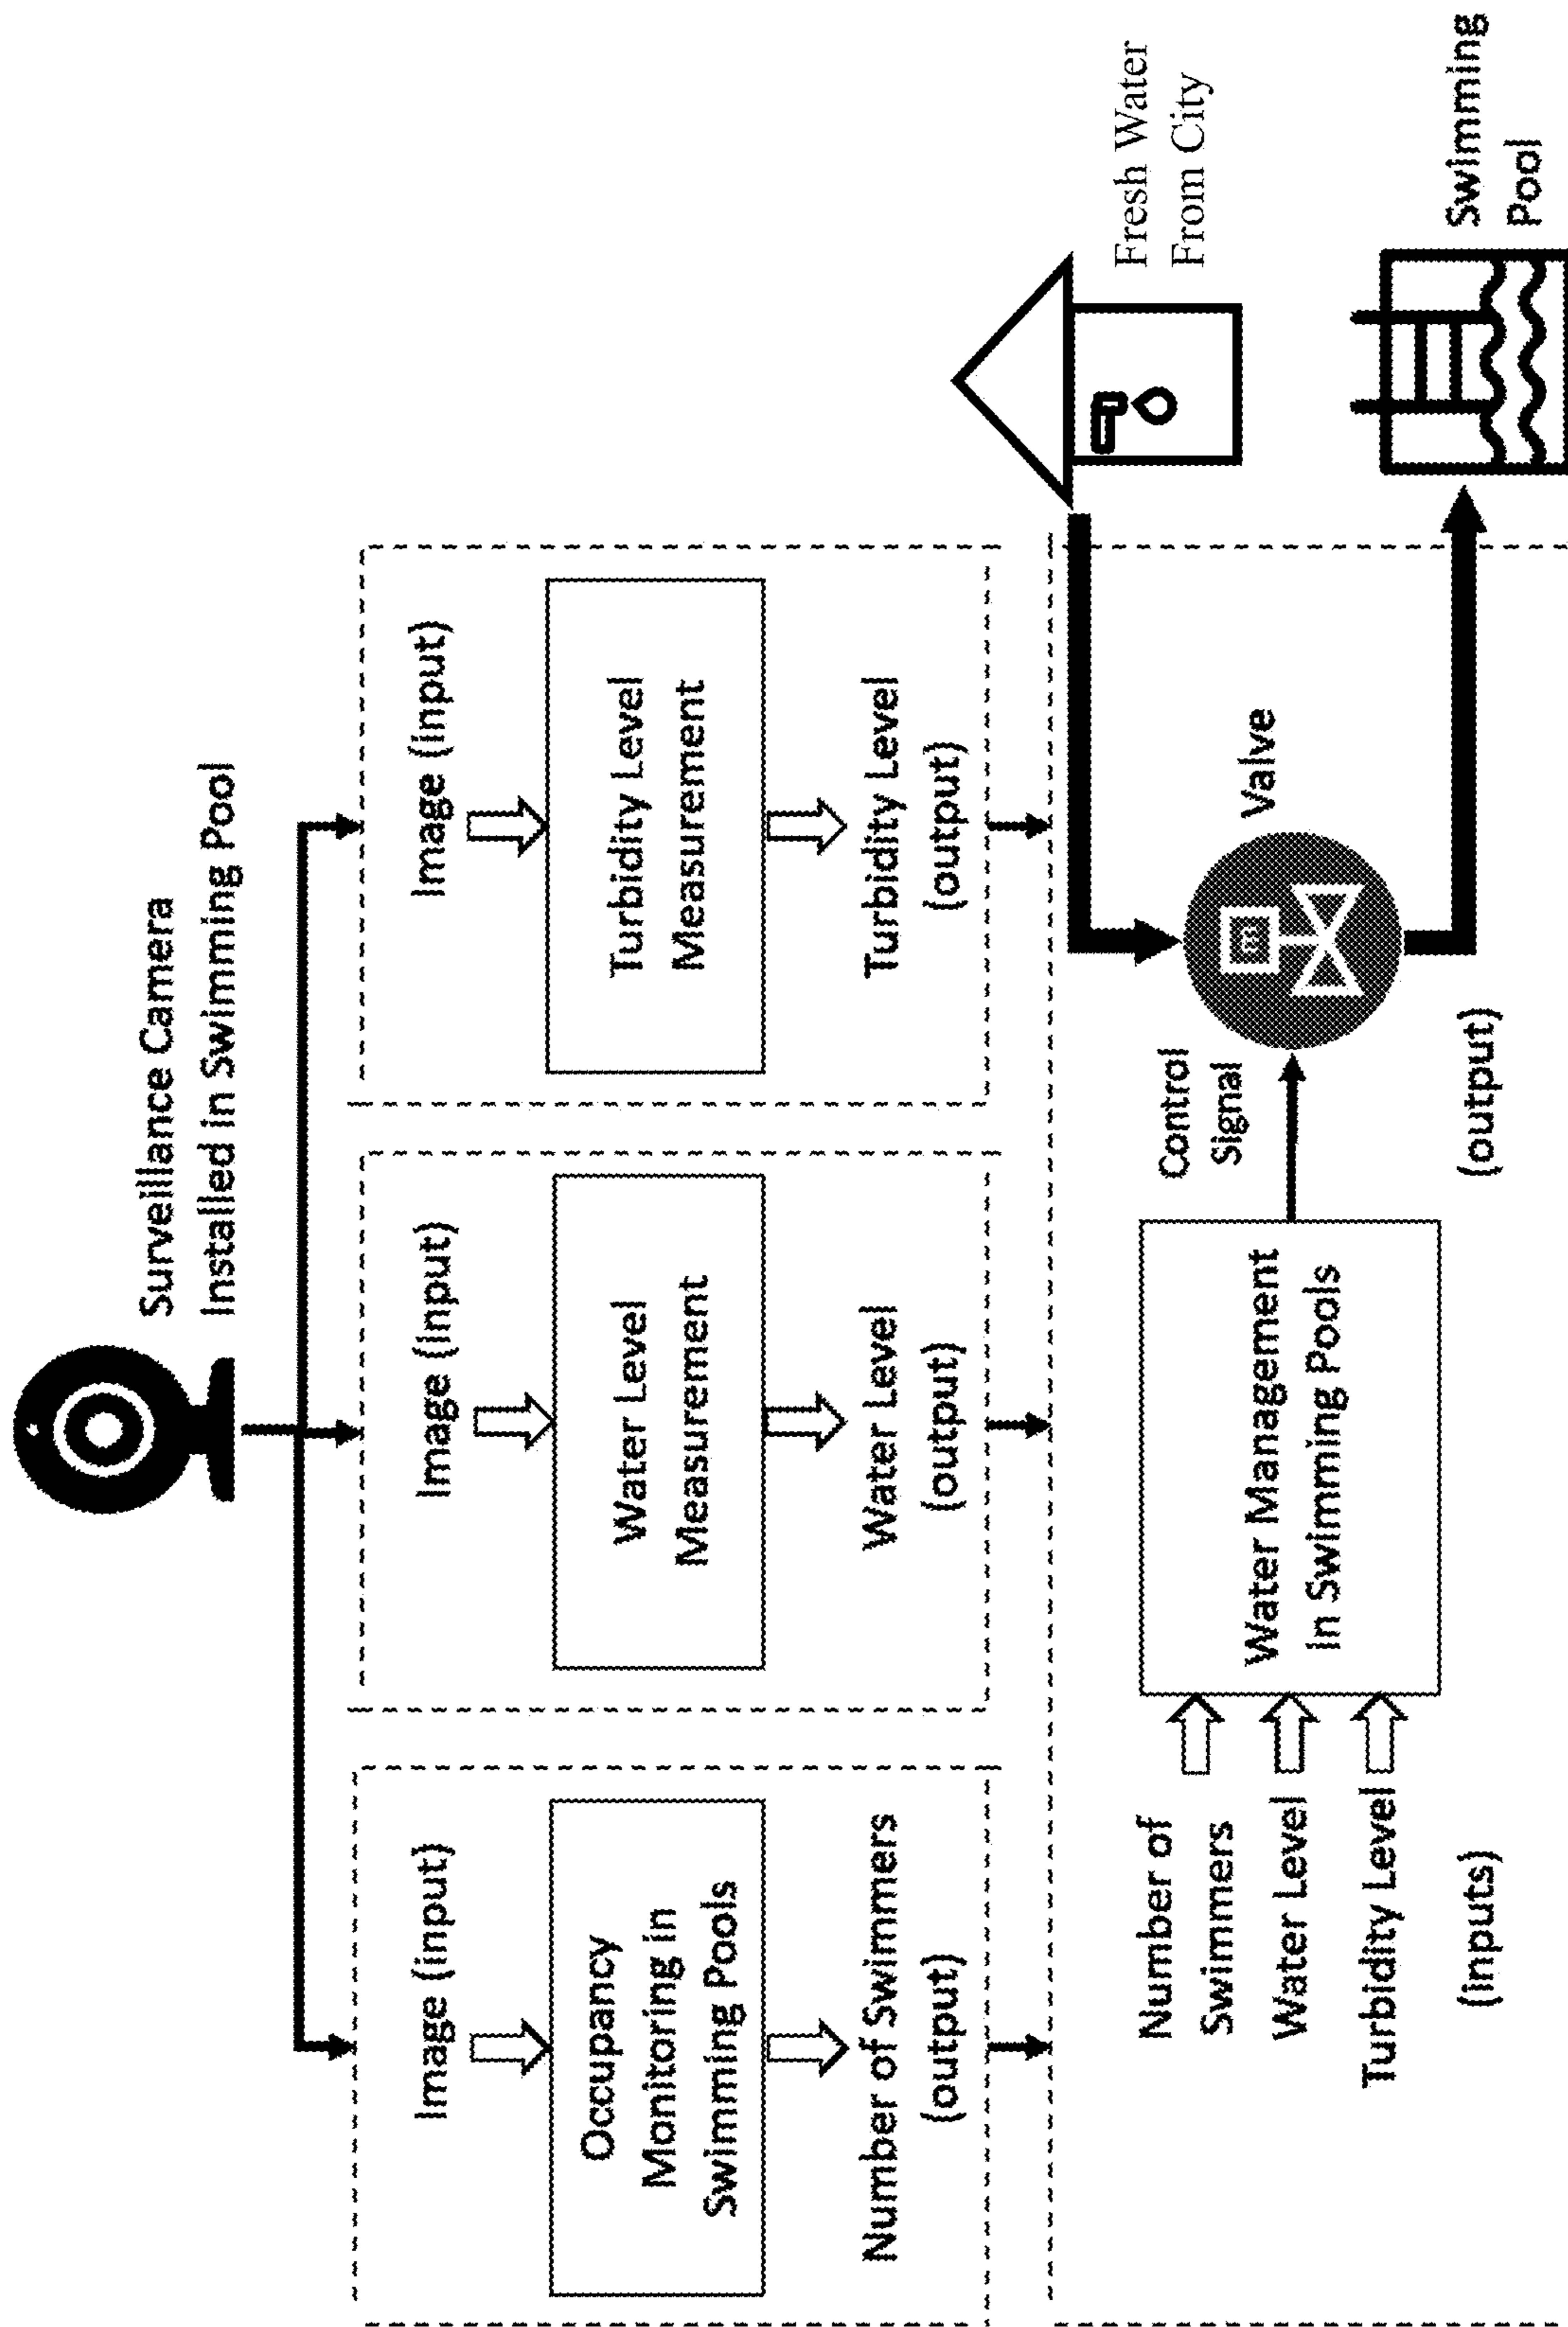 Surveillance Camera
Installed in Swimming Pool
Image (input)
Occupancy
Monitoring in
Swimming Pools
Number of Swimmers
(output)
Image (input)
Water Level
Measurement
Water Level
(output)
Image (input)
Turbidity Level
Measurement
Turbidity Level
(output)
Number of
Swimmers
Water Level
Turbidity Level
(inputs)
Water Management
in Swimming Pools
Control
Signal
(output)
m
Valve
Fresh Water
From City
Swimming
Pool